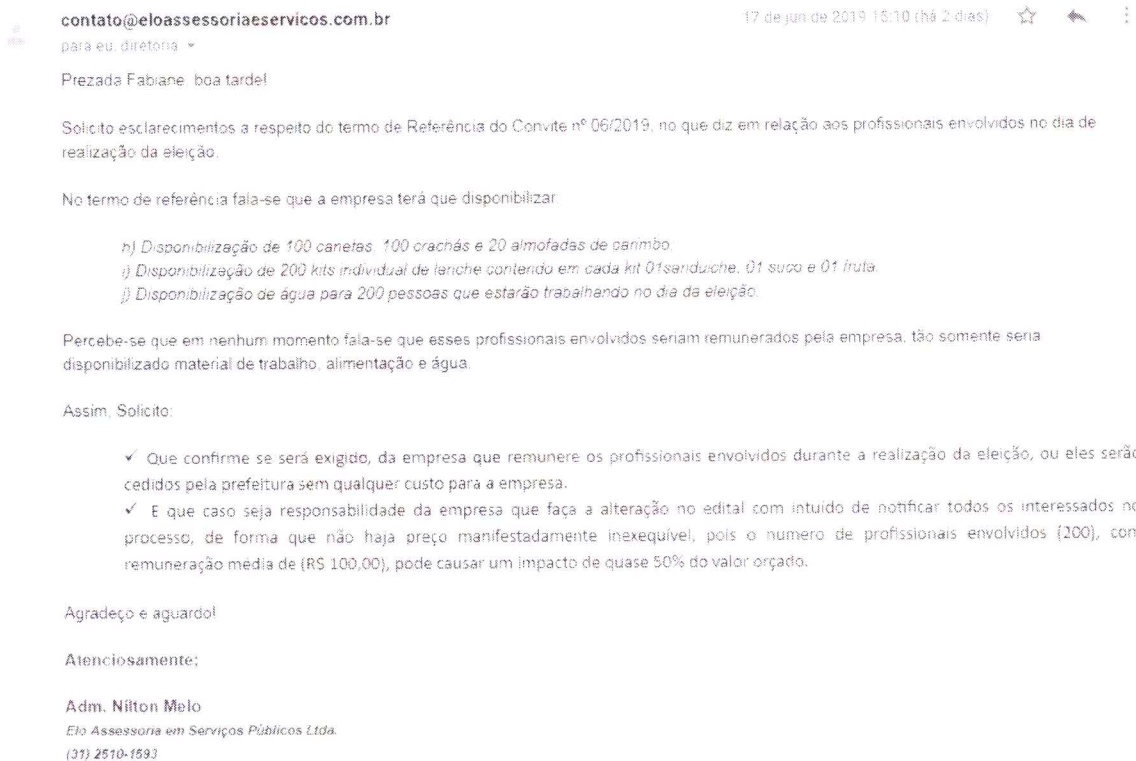 contato@eloassessoriaeservicos.com.br
17 de jun de 2019 15:10 (há 2 dias)
para eu, diretoria
Prezada Fabiane boa tarde!
Solicito esclarecimentos a respeito do termo de Referência do Convite nº 06/2019, no que diz em relação aos profissionais envolvidos no dia de
realização da eleição.
No termo de referência fala-se que a empresa terá que disponibilizar
h) Disponibilização de 100 canetas, 100 crachás e 20 almofadas de carimbo
i) Disponibilização de 200 kits individual de lanche contendo em cada kit 01sanduiche, 01 suco e 01 fruta.
j) Disponibilização de água para 200 pessoas que estarão trabalhando no dia da eleição.
Percebe-se que em nenhum momento fala-se que esses profissionais envolvidos seriam remunerados pela empresa, tão somente seria
disponibilizado material de trabalho, alimentação e água.
Assim, Solicito:
✓ Que confirme se será exigido, da empresa que remunere os profissionais envolvidos durante a realização da eleição, ou eles serão
cedidos pela prefeitura sem qualquer custo para a empresa.
✓ E que caso seja responsabilidade da empresa que faça a alteração no edital com intuido de notificar todos os interessados no
processo, de forma que não haja preço manifestadamente inexequível, pois o numero de profissionais envolvidos (200), com
remuneração média de (R$ 100,00), pode causar um impacto de quase 50% do valor orçado.
Agradeço e aguardo!
Atenciosamente;
Adm. Nilton Melo
Elo Assessoria em Serviços Públicos Ltda.
(31) 2510-1593